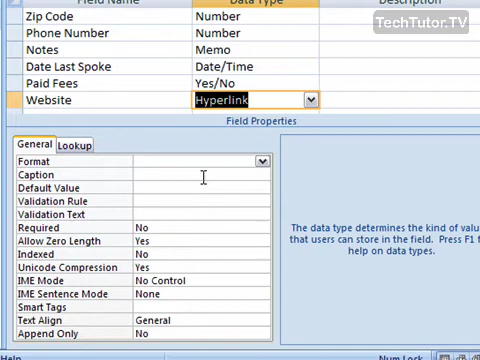 Field Name Data Type Description
TechTutor.TV
Zip Code Number
Phone Number Number
Notes Memo
Date Last Spoke Date/Time
Paid Fees Yes/No
Website Hyperlink
Field Properties
General Lookup
Format
Caption
Default Value
Validation Rule
Validation Text
Required No
Allow Zero Length Yes
Indexed No
Unicode Compression Yes
IME Mode No Control
IME Sentence Mode None
Smart Tags
Text Align General
Append Only No
The data type determines the kind of valu
that users can store in the field. Press F1 f
help on data types.
Help Num Lock